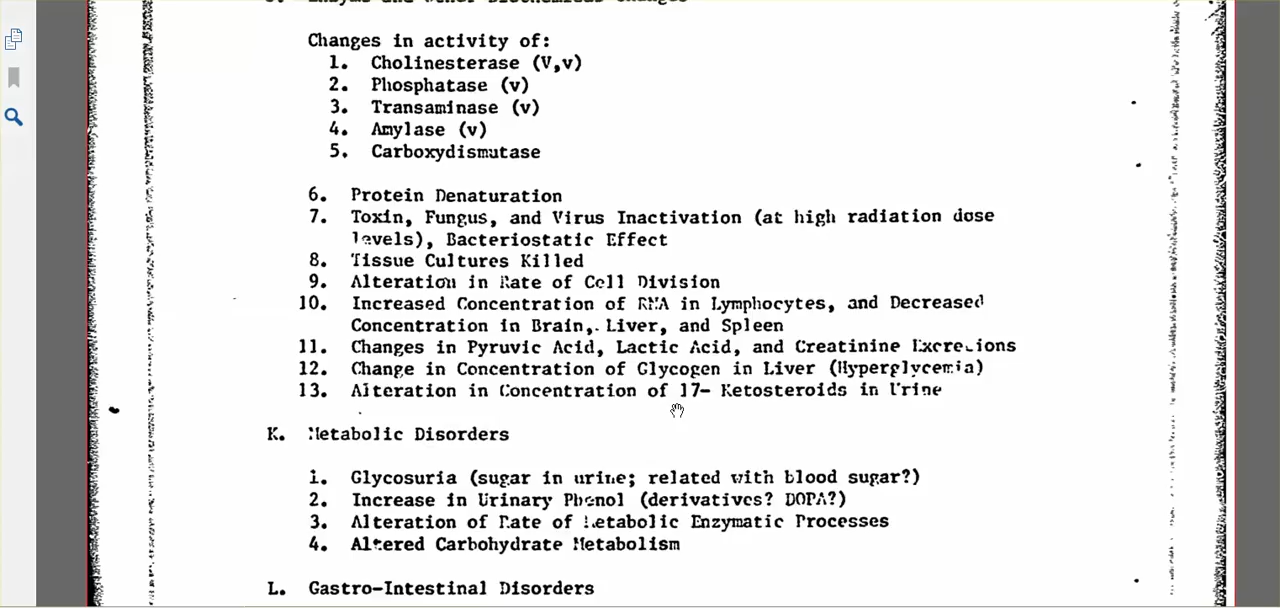 J. Enzyme and Other Biochemical Changes
Changes in activity of:
1. Cholinesterase (V,v)
2. Phosphatase (v)
3. Transaminase (v)
4. Amylase (v)
5. Carboxydismutase
6. Protein Denaturation
7. Toxin, Fungus, and Virus Inactivation (at high radiation dose
levels), Bacteriostatic Effect
8. Tissue Cultures Killed
9. Alteration in Rate of Cell Division
10. Increased Concentration of RNA in Lymphocytes, and Decreased
Concentration in Brain, Liver, and Spleen
11. Changes in Pyruvic Acid, Lactic Acid, and Creatinine Excretions
12. Change in Concentration of Glycogen in Liver (Hyperglycemia)
13. Alteration in Concentration of 17- Ketosteroids in Urine
K. Metabolic Disorders
1. Glycosuria (sugar in urine; related with blood sugar?)
2. Increase in Urinary Phenol (derivatives? DOPA?)
3. Alteration of Rate of Metabolic Enzymatic Processes
4. Altered Carbohydrate Metabolism
L. Gastro-Intestinal Disorders